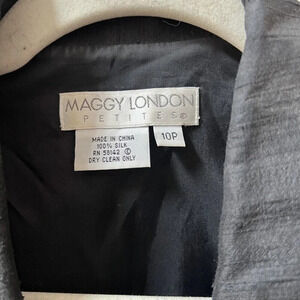 MAGGY LONDON
PETITES®
MADE IN CHINA
100% SILK
RN 58142 Ⓒ
DRY CLEAN ONLY
10P